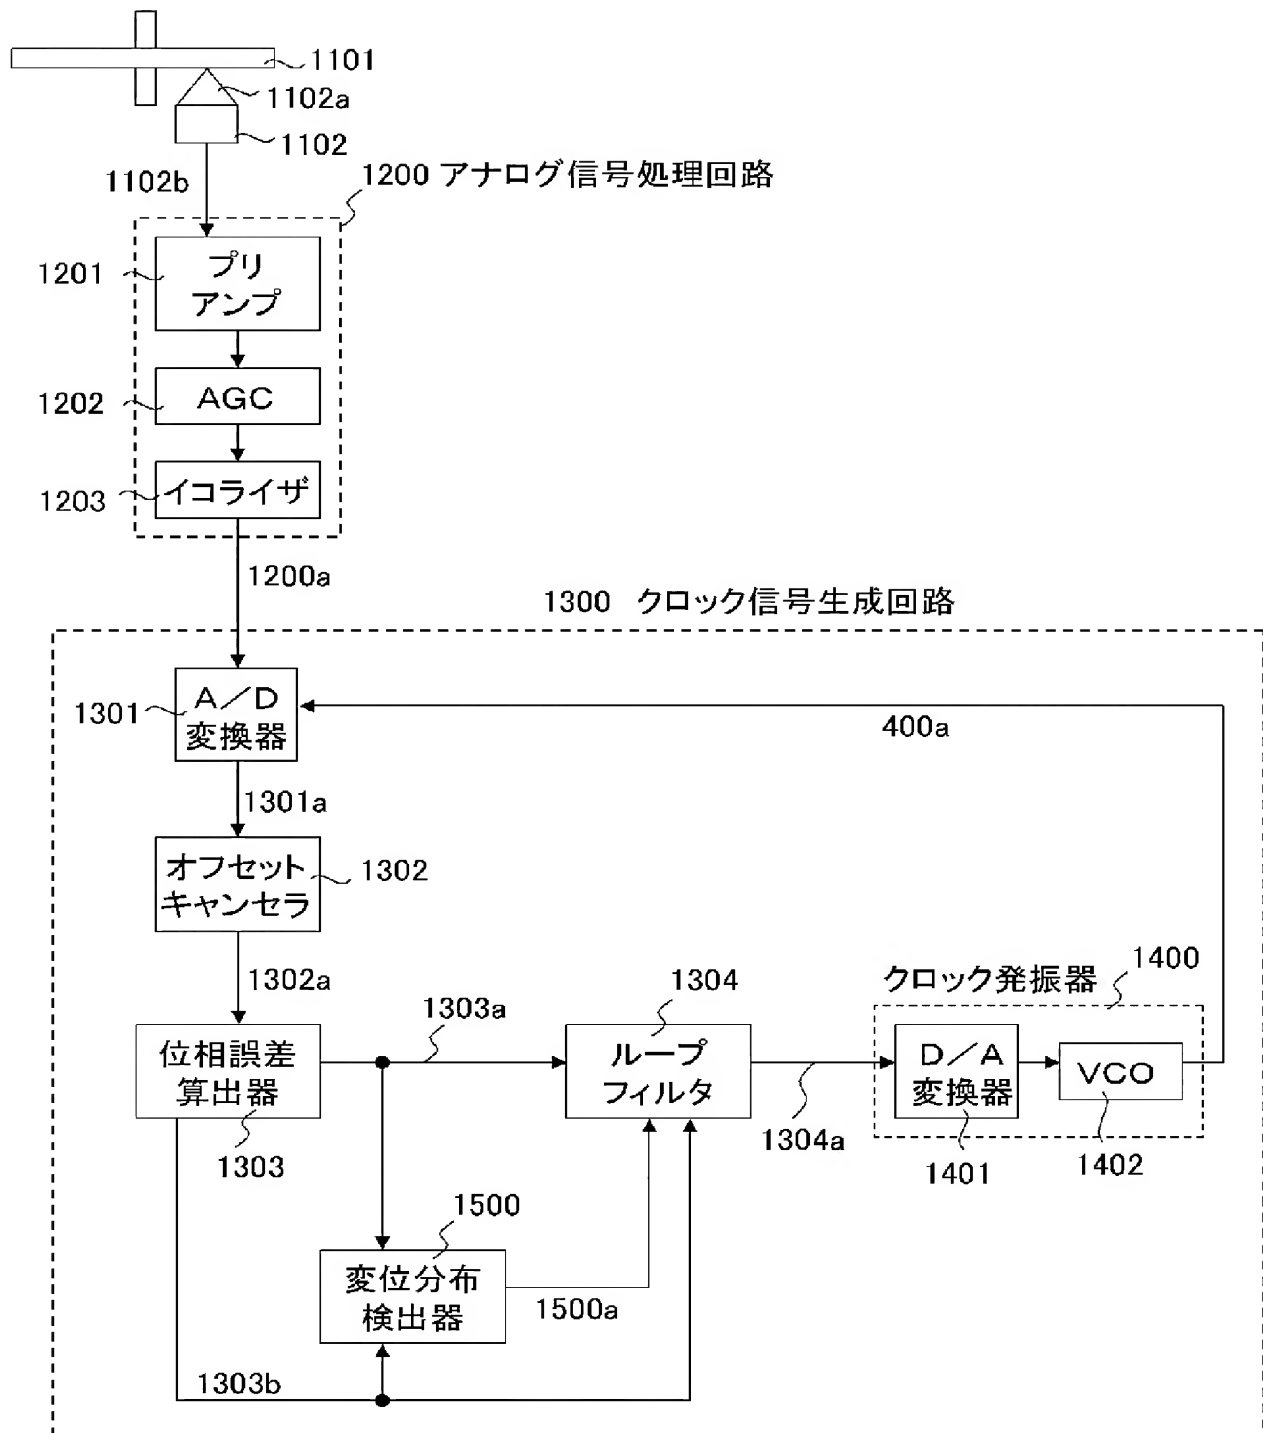 1101
1102a
1102
1102b
1200 アナログ信号処理回路
1201
プリ
アンプ
1202
AGC
1203
イコライザ
1200a
1300 クロック信号生成回路
1301
A/D
変換器
400a
1301a
オフセット
キャンセラ
1302
1302a
1303a
1304
クロック発振器
1400
位相誤差
算出器
1303
ループ
フィルタ
1304a
D/A
変換器
1401
VCO
1402
1500
変位分布
検出器
1500a
1303b